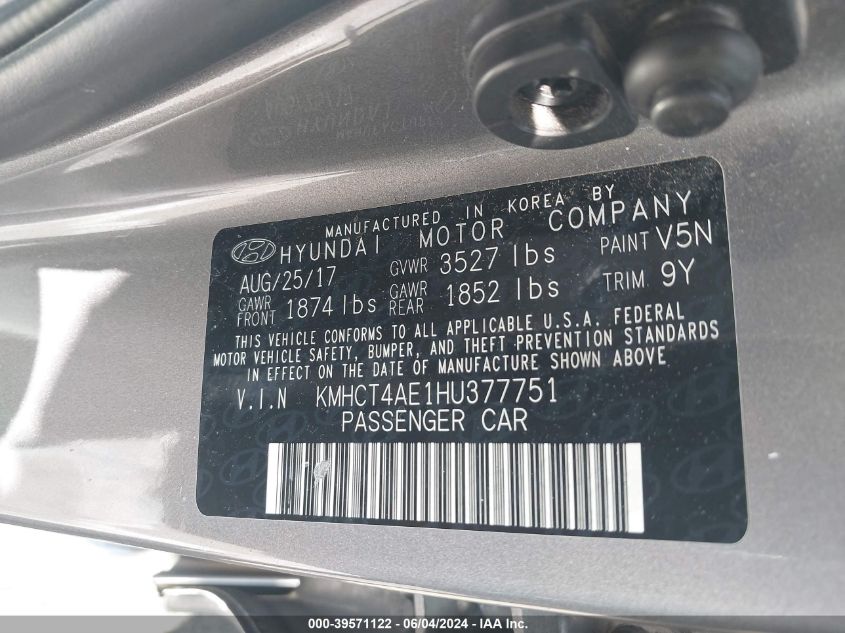 MANUFACTURED IN KOREA BY
HYUNDAI MOTOR COMPANY
AUG/25/17 GVWR 3527 lbs PAINT V5N
GAWR FRONT 1874 lbs GAWR REAR 1852 lbs TRIM 9Y
THIS VEHICLE CONFORMS TO ALL APPLICABLE U.S.A. FEDERAL
MOTOR VEHICLE SAFETY, BUMPER, AND THEFT PREVENTION STANDARDS
IN EFFECT ON THE DATE OF MANUFACTURE SHOWN ABOVE
V.I.N KMHCT4AE1HU377751
PASSENGER CAR
000-39571122 - 06/04/2024 - IAA Inc.